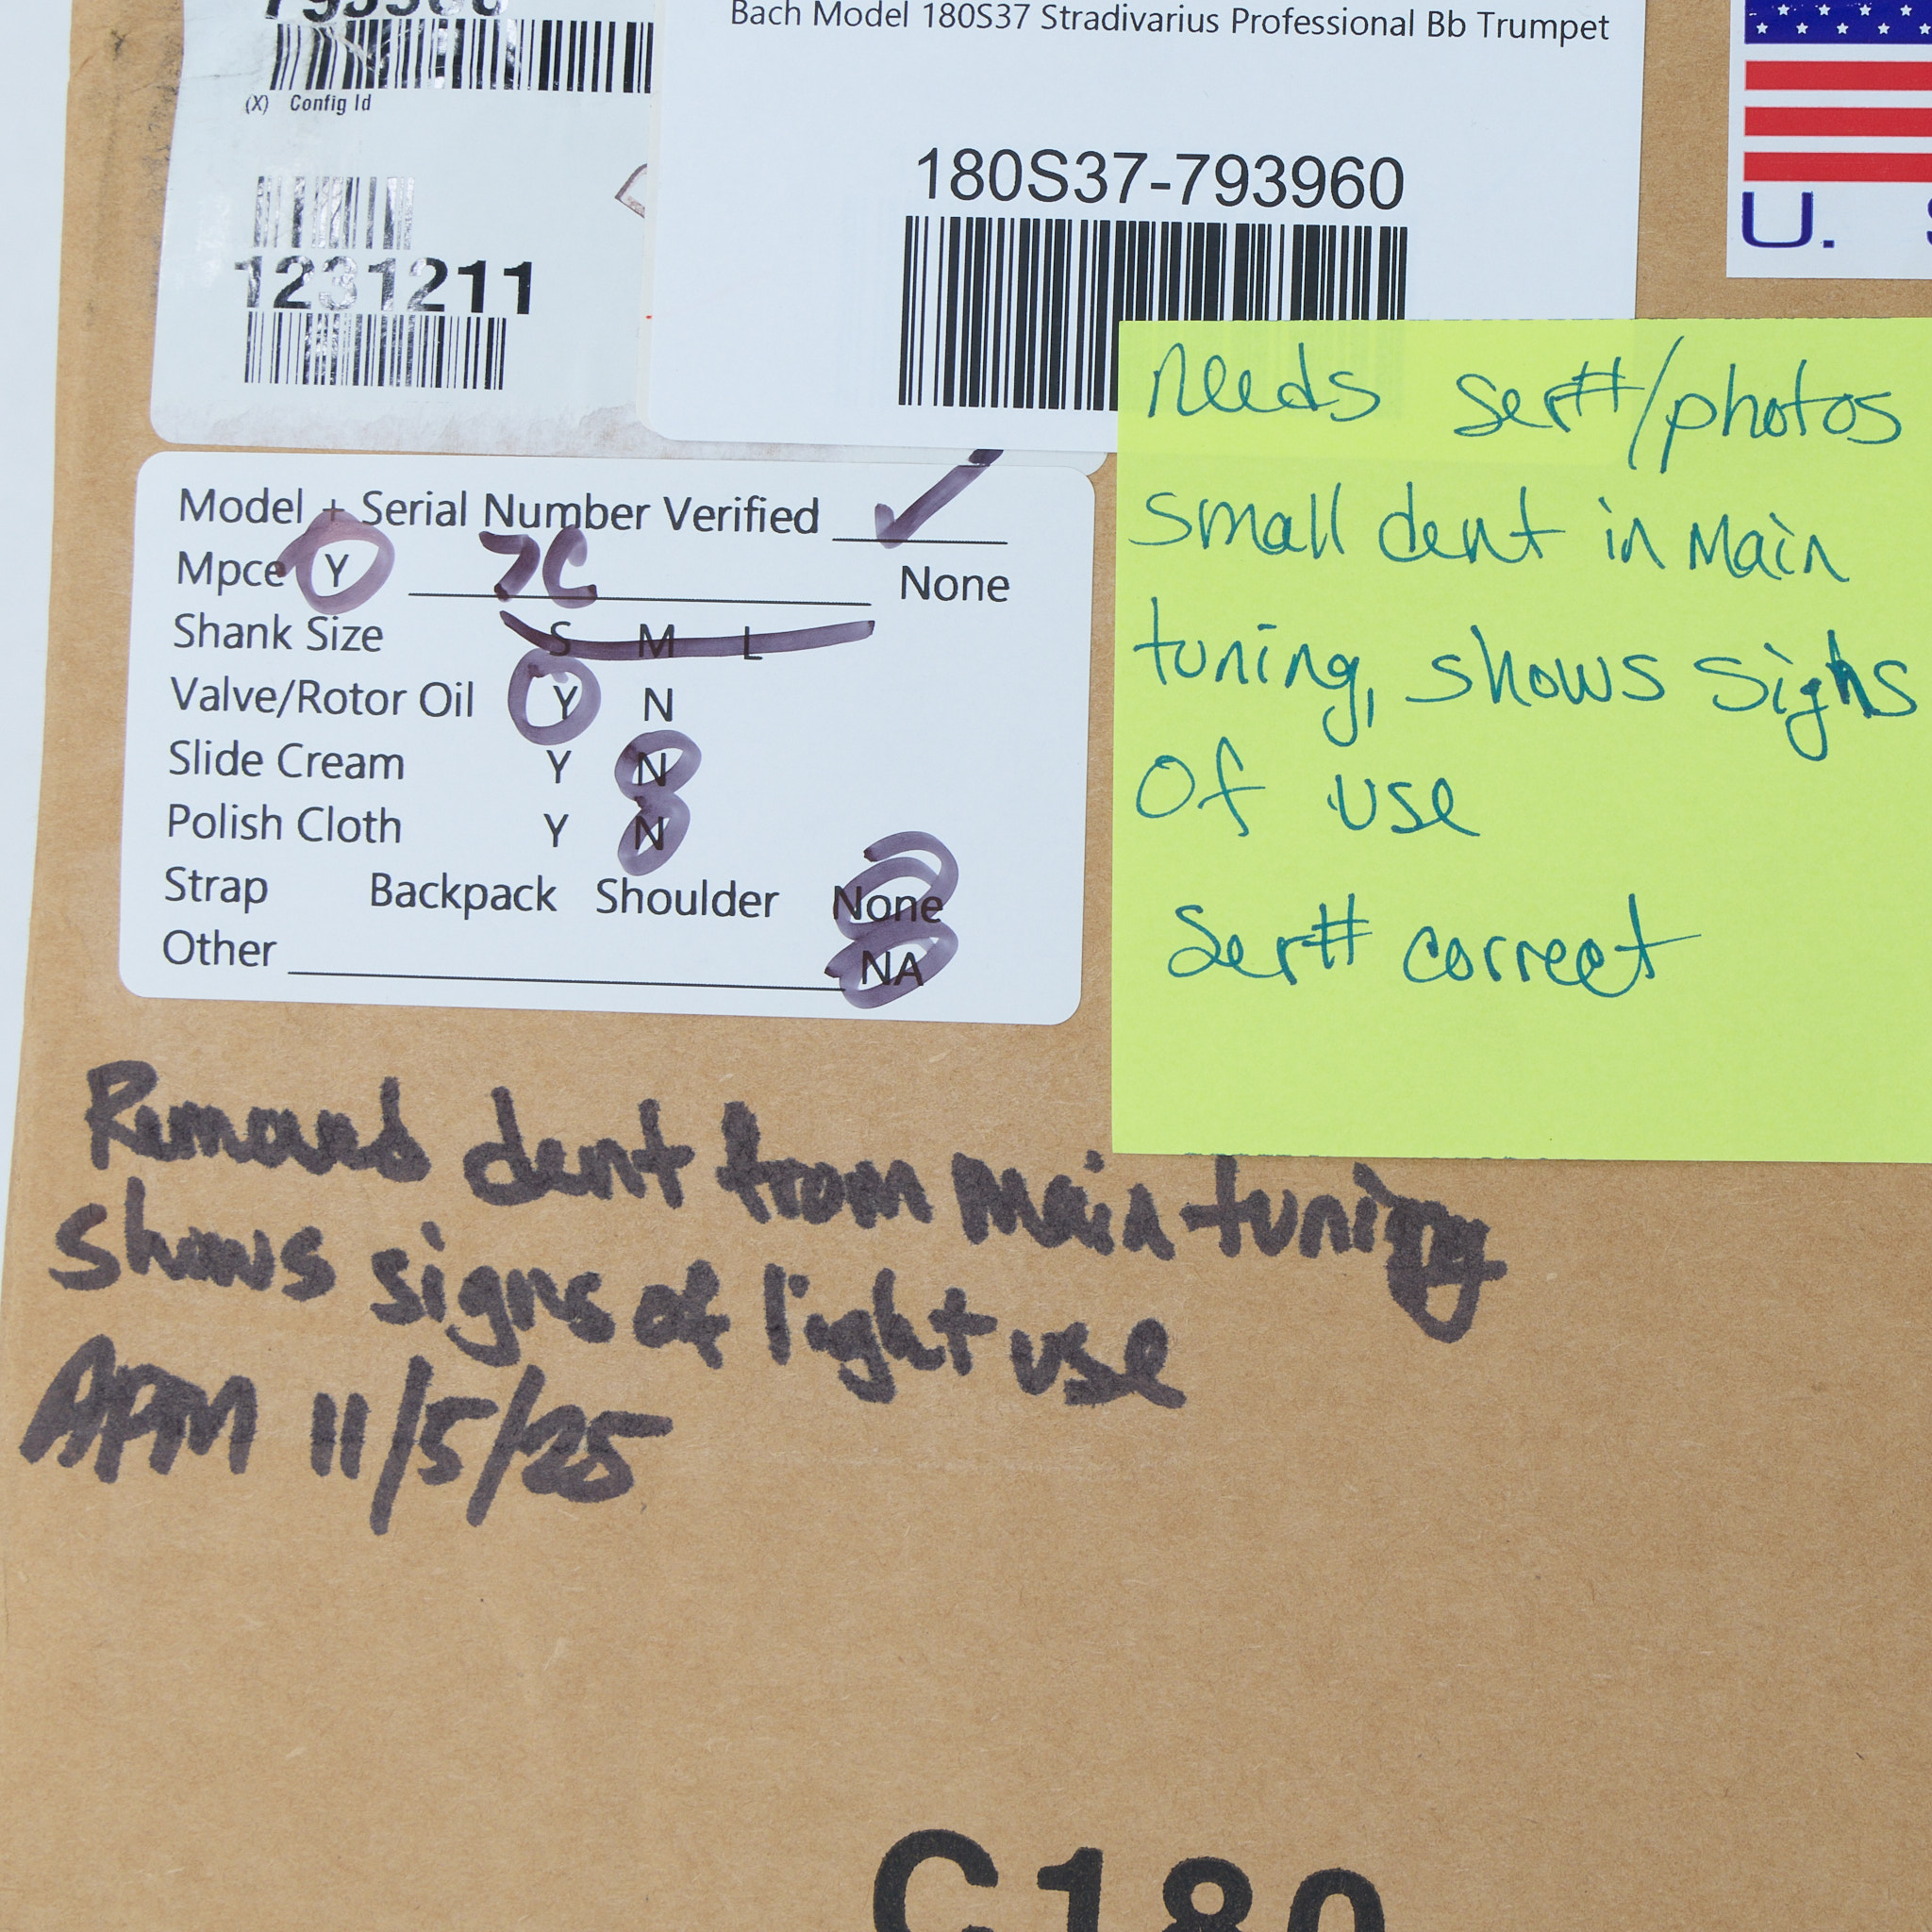 Bach Model 180S37 Stradivarius Professional Bb Trumpet
(X) Config Id
180S37-793960
1231211
U.
Needs Ser#/photos
small dent in Main
tuning, shows signs
of use
Ser# correct
Model + Serial Number Verified ✓
Mpce Y 7C None
Shank Size S M L
Valve/Rotor Oil Y N
Slide Cream Y N
Polish Cloth Y N
Strap Backpack Shoulder None
Other NA
Removed dent from main tuning
shows signs of light use
APM 11/5/25
C180